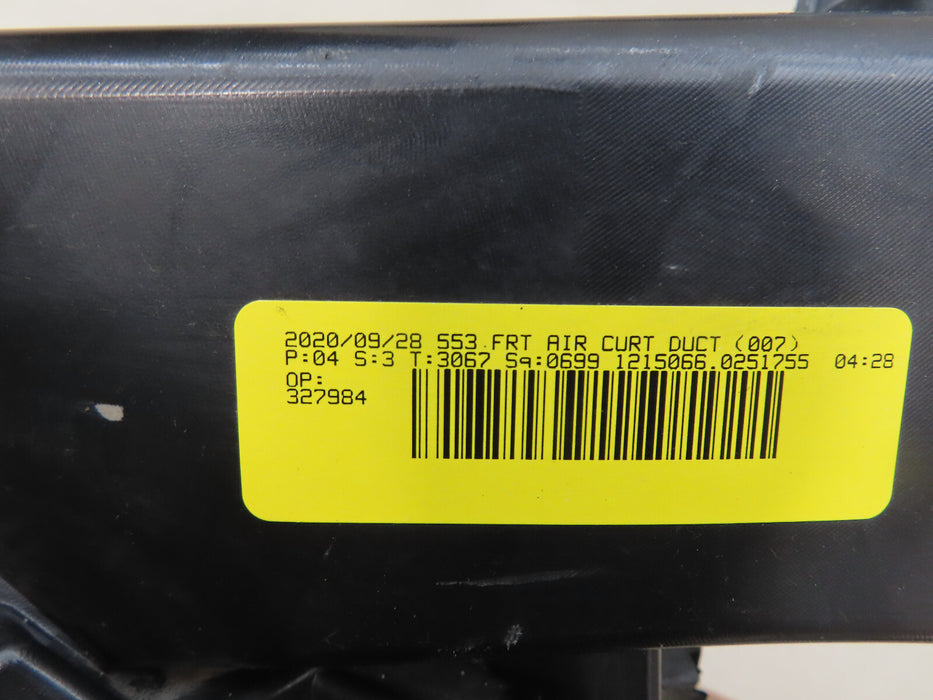 2020/09/28 553 FRT AIR CURT DUCT (007)
P:04 S:3 T:3067 Sq:0699 1215066.0251755 04:28
OP:
327984